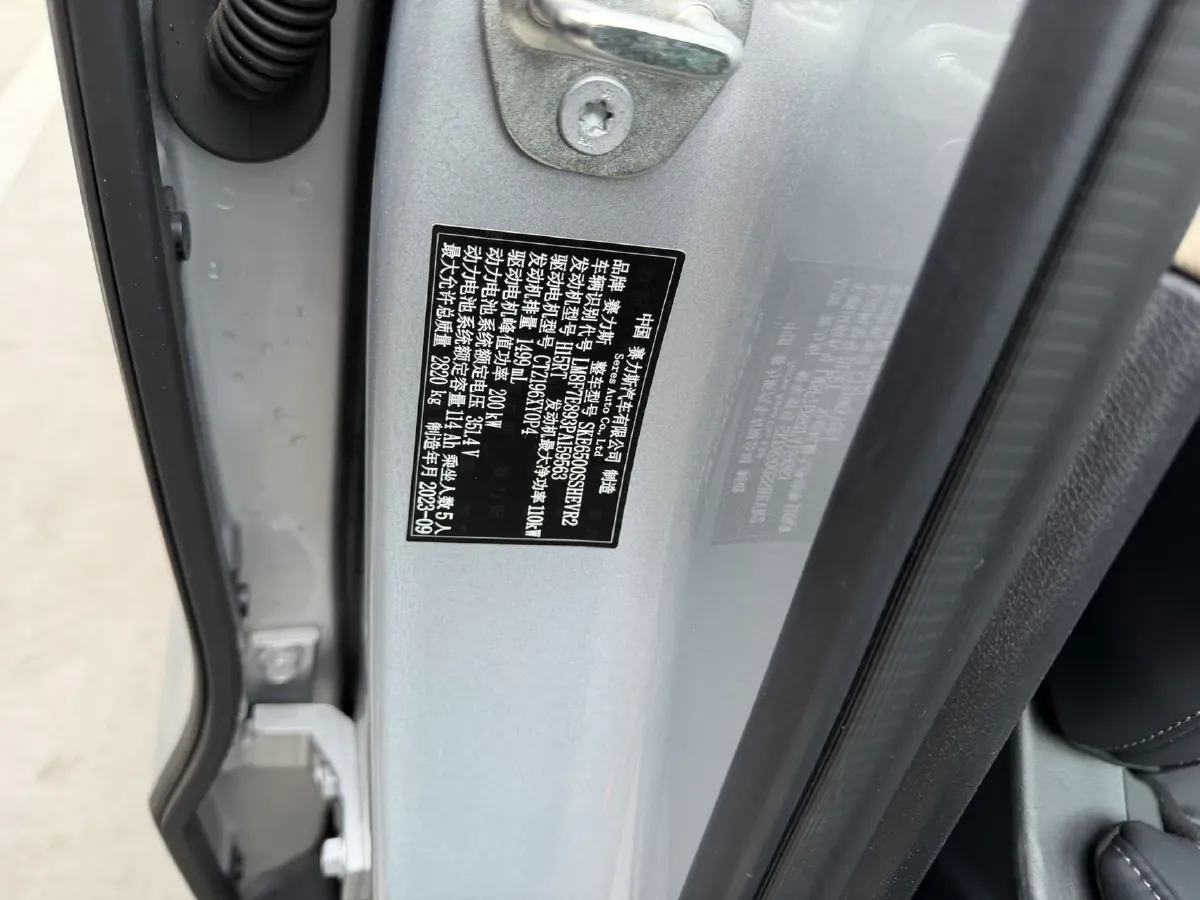 中国 赛力斯汽车有限公司 制造
Seres Auto Co., Ltd
品牌 赛力斯 整车型号 SKE6500SSHEVR2
车辆识别代号 LM8F7E893PA159563
发动机型号 H15RT 发动机最大净功率 110kW
驱动电机型号 CTZ196XY0P4
发动机排量 1499mL
驱动电机峰值功率 200 kW
动力电池系统额定电压 351.4 V
动力电池系统额定容量 114 Ah 乘坐人数 5 人
最大允许总质量 2820 kg 制造年月 2023-09